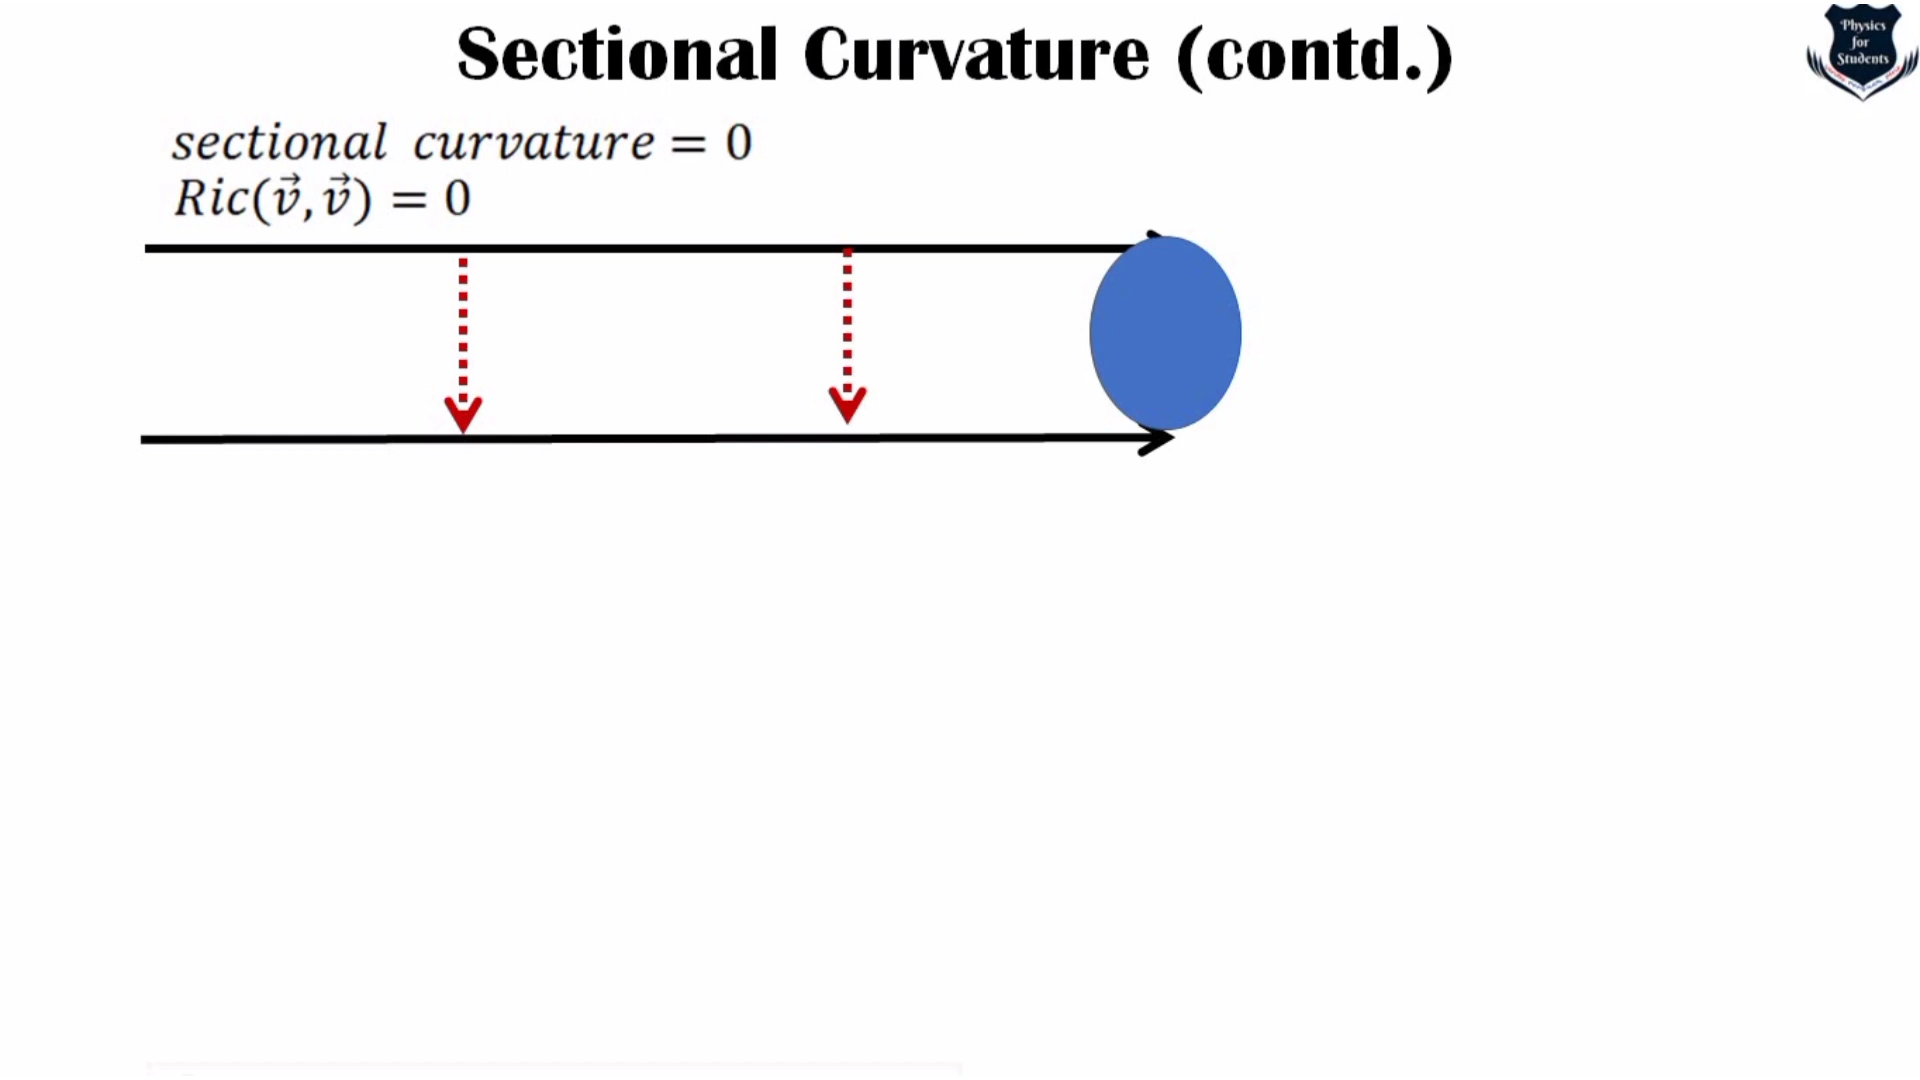 Sectional Curvature (contd.)
Physics
for
Students
sectional curvature = 0
Ric(v⃗, v⃗) = 0